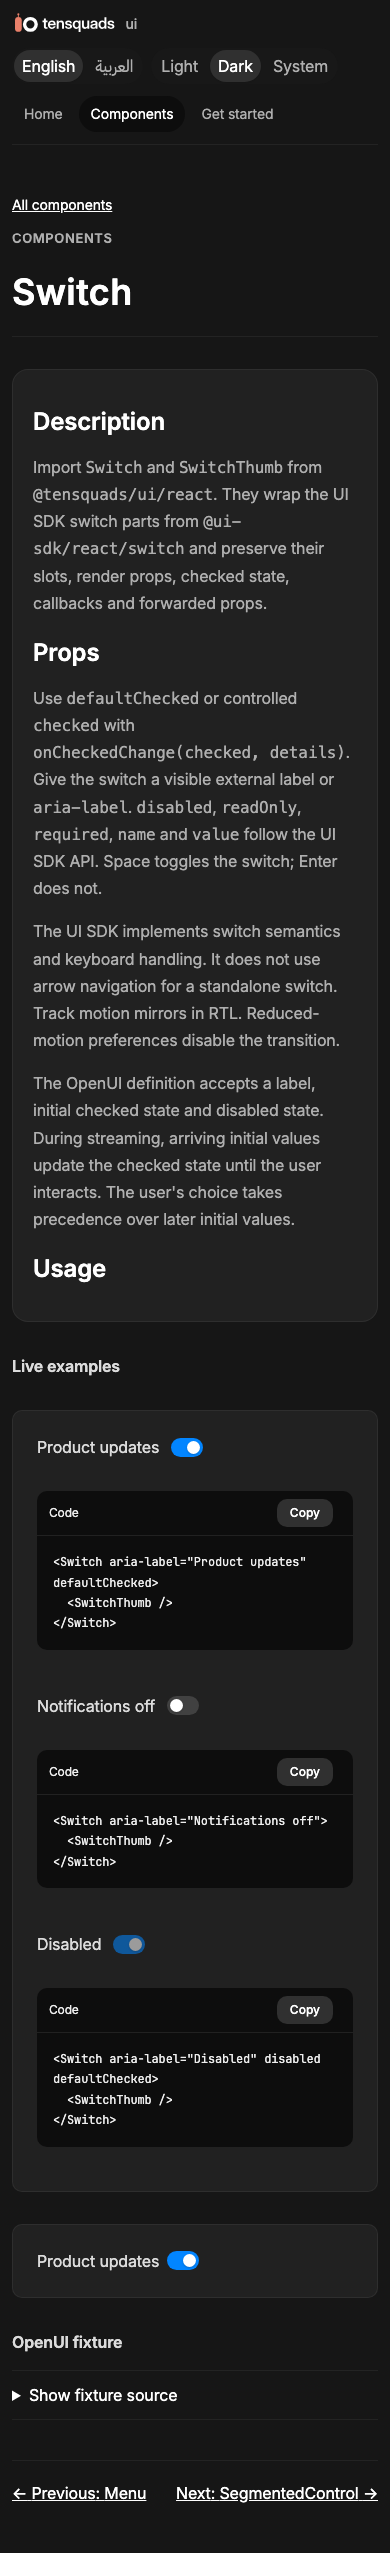 tensquads ui
English العربية Light Dark System
Home Components Get started
All components
COMPONENTS
Switch
Description
Import Switch and SwitchThumb from
@tensquads/ui/react. They wrap the UI
SDK switch parts from @ui-
sdk/react/switch and preserve their
slots, render props, checked state,
callbacks and forwarded props.
Props
Use defaultChecked or controlled
checked with
onCheckedChange(checked, details).
Give the switch a visible external label or
aria-label. disabled, readOnly,
required, name and value follow the UI
SDK API. Space toggles the switch; Enter
does not.
The UI SDK implements switch semantics
and keyboard handling. It does not use
arrow navigation for a standalone switch.
Track motion mirrors in RTL. Reduced-
motion preferences disable the transition.
The OpenUI definition accepts a label,
initial checked state and disabled state.
During streaming, arriving initial values
update the checked state until the user
interacts. The user's choice takes
precedence over later initial values.
Usage
Live examples
Product updates
Code Copy
<Switch aria-label="Product updates"
defaultChecked>
  <SwitchThumb />
</Switch>
Notifications off
Code Copy
<Switch aria-label="Notifications off">
  <SwitchThumb />
</Switch>
Disabled
Code Copy
<Switch aria-label="Disabled" disabled
defaultChecked>
  <SwitchThumb />
</Switch>
Product updates
OpenUI fixture
▶ Show fixture source
← Previous: Menu Next: SegmentedControl →